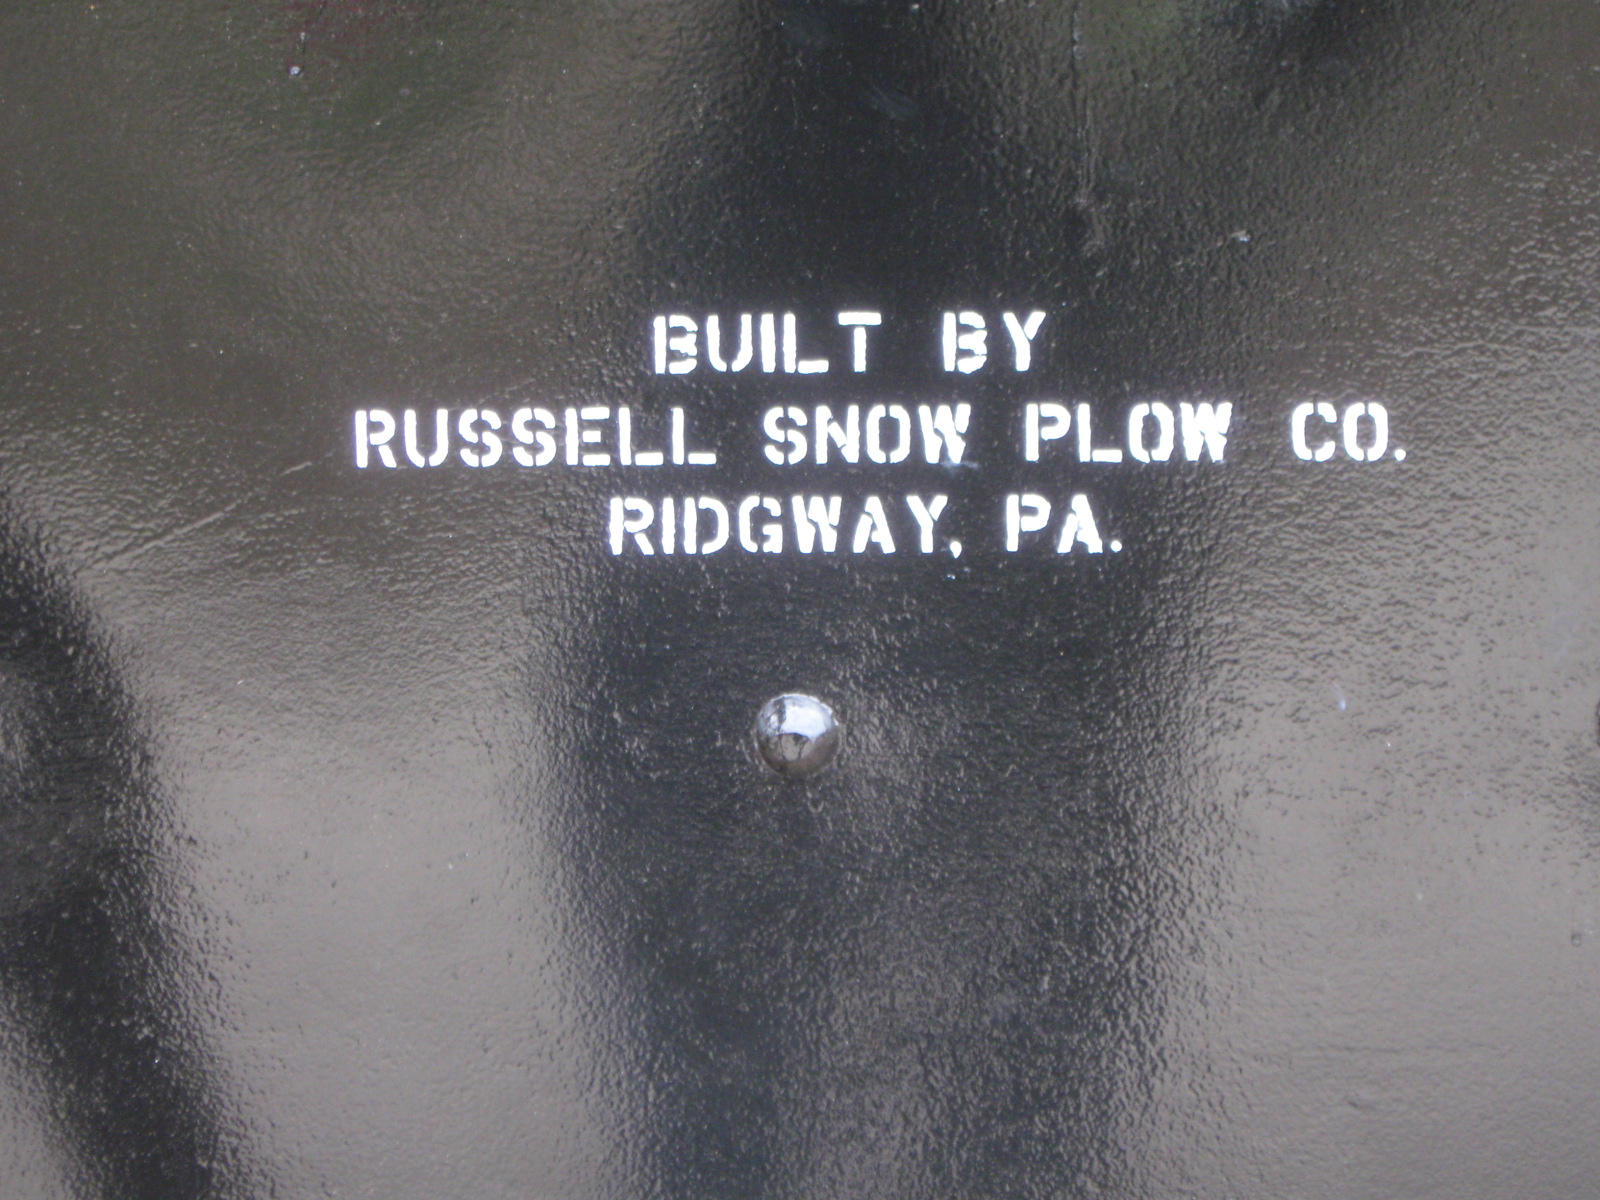 BUILT BY
RUSSELL SNOW PLOW CO.
RIDGWAY, PA.